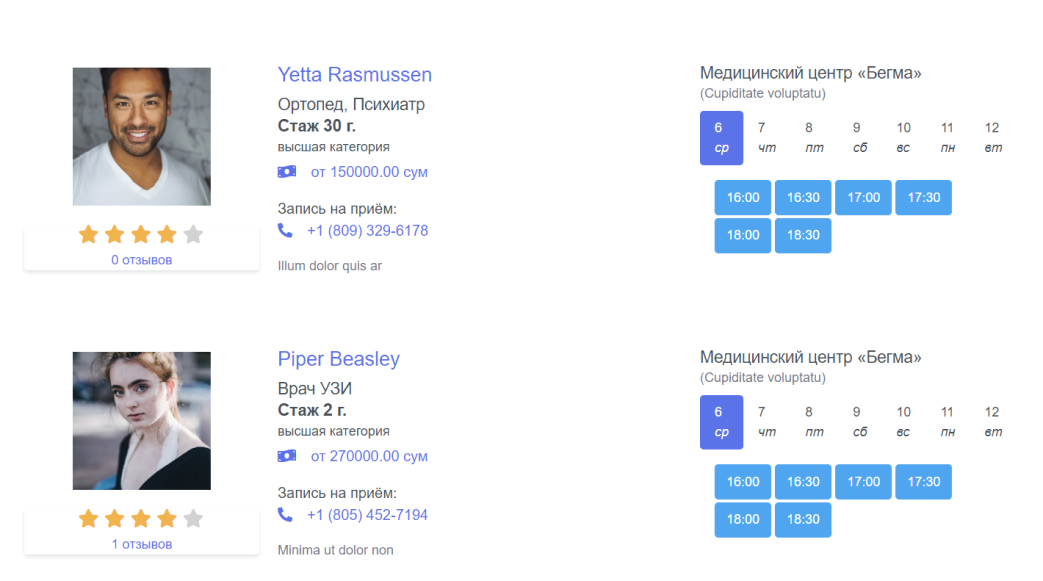 Yetta Rasmussen
Ортопед, Психиатр
Стаж 30 г.
высшая категория
от 150000.00 сум
Запись на приём:
+1 (809) 329-6178
Illum dolor quis ar
0 отзывов
Медицинский центр «Бегма»
(Cupiditate voluptatu)
6 7 8 9 10 11 12
ср чт пт сб вс пн вт
16:00 16:30 17:00 17:30
18:00 18:30
Piper Beasley
Врач УЗИ
Стаж 2 г.
высшая категория
от 270000.00 сум
Запись на приём:
+1 (805) 452-7194
Minima ut dolor non
1 отзывов
Медицинский центр «Бегма»
(Cupiditate voluptatu)
6 7 8 9 10 11 12
ср чт пт сб вс пн вт
16:00 16:30 17:00 17:30
18:00 18:30